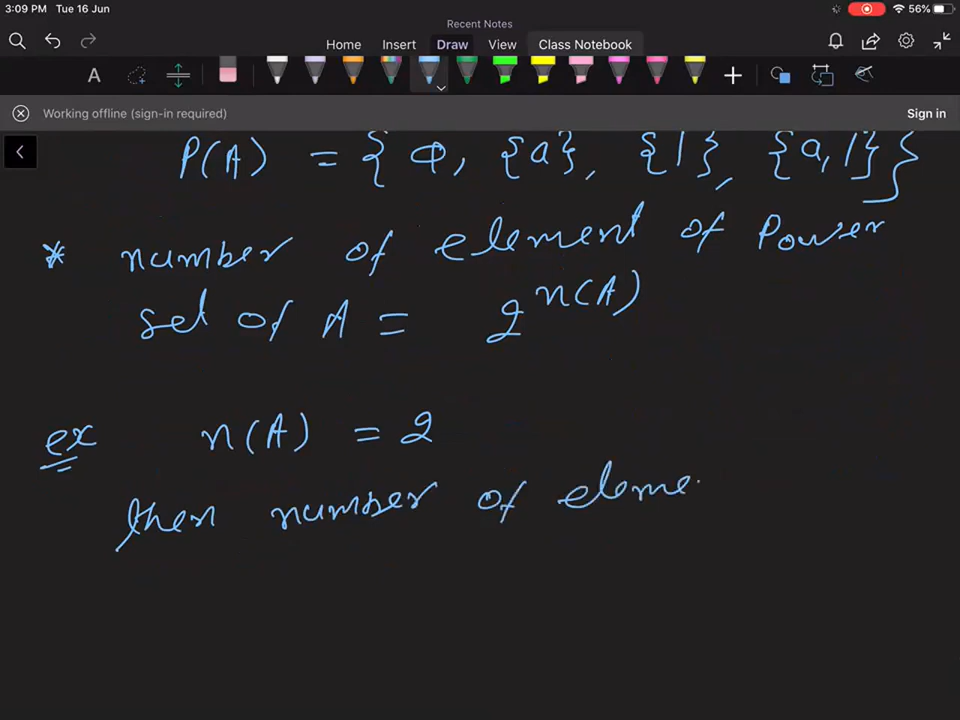 3:09 PM Tue 16 Jun
56%
Recent Notes
Home Insert Draw View Class Notebook
A
Working offline (sign-in required) Sign in
P(A) = {Φ, {a}, {1}, {a,1}}
* number of element of Power
set of A = 2^n(A)
ex n(A) = 2
then number of eleme